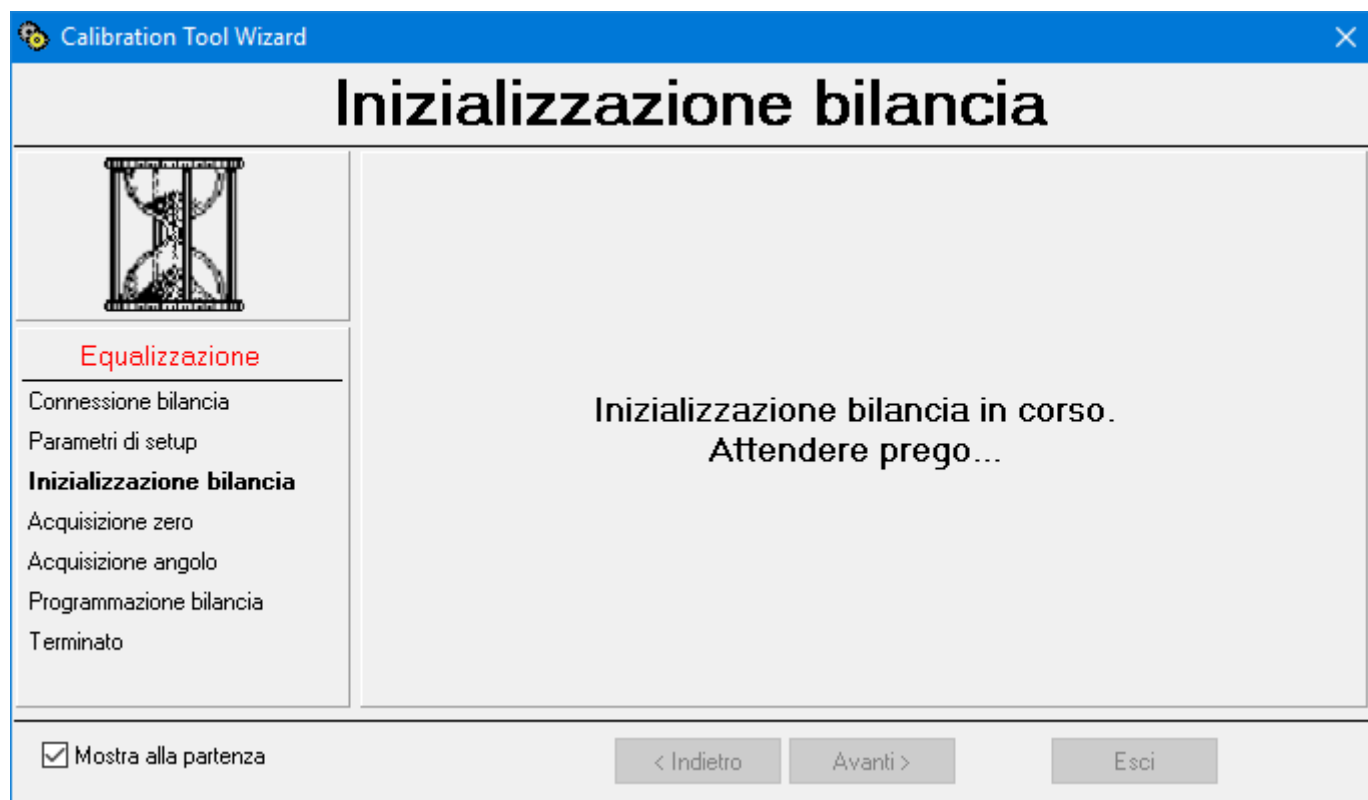 Calibration Tool Wizard
Inizializzazione bilancia
Equalizzazione
Connessione bilancia
Parametri di setup
Inizializzazione bilancia
Acquisizione zero
Acquisizione angolo
Programmazione bilancia
Terminato
Inizializzazione bilancia in corso.
Attendere prego...
Mostra alla partenza
< Indietro
Avanti >
Esci